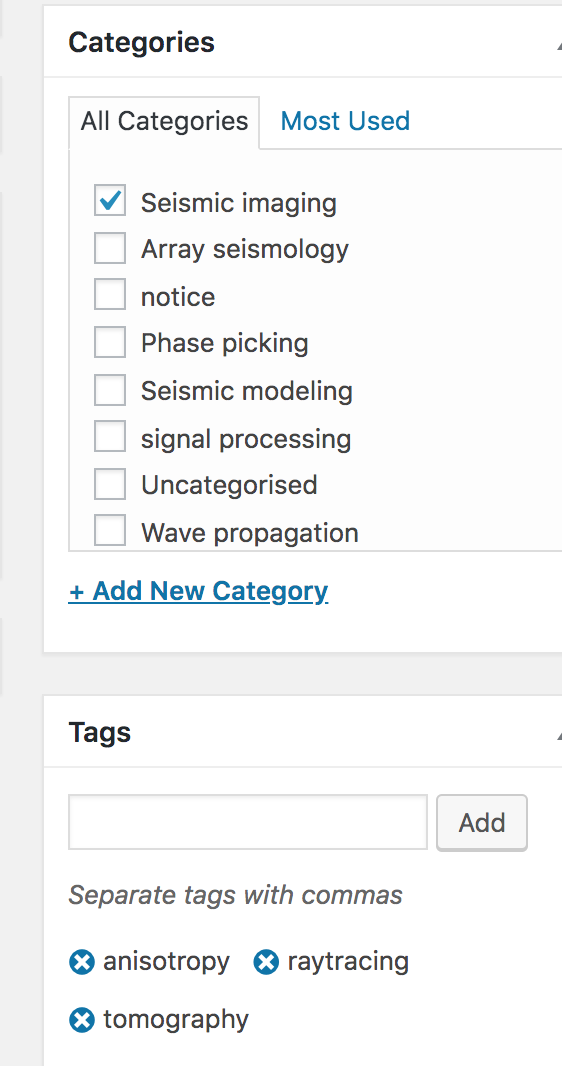 Categories
All Categories Most Used
Seismic imaging
Array seismology
notice
Phase picking
Seismic modeling
signal processing
Uncategorised
Wave propagation
+ Add New Category
Tags
Add
Separate tags with commas
anisotropy raytracing
tomography